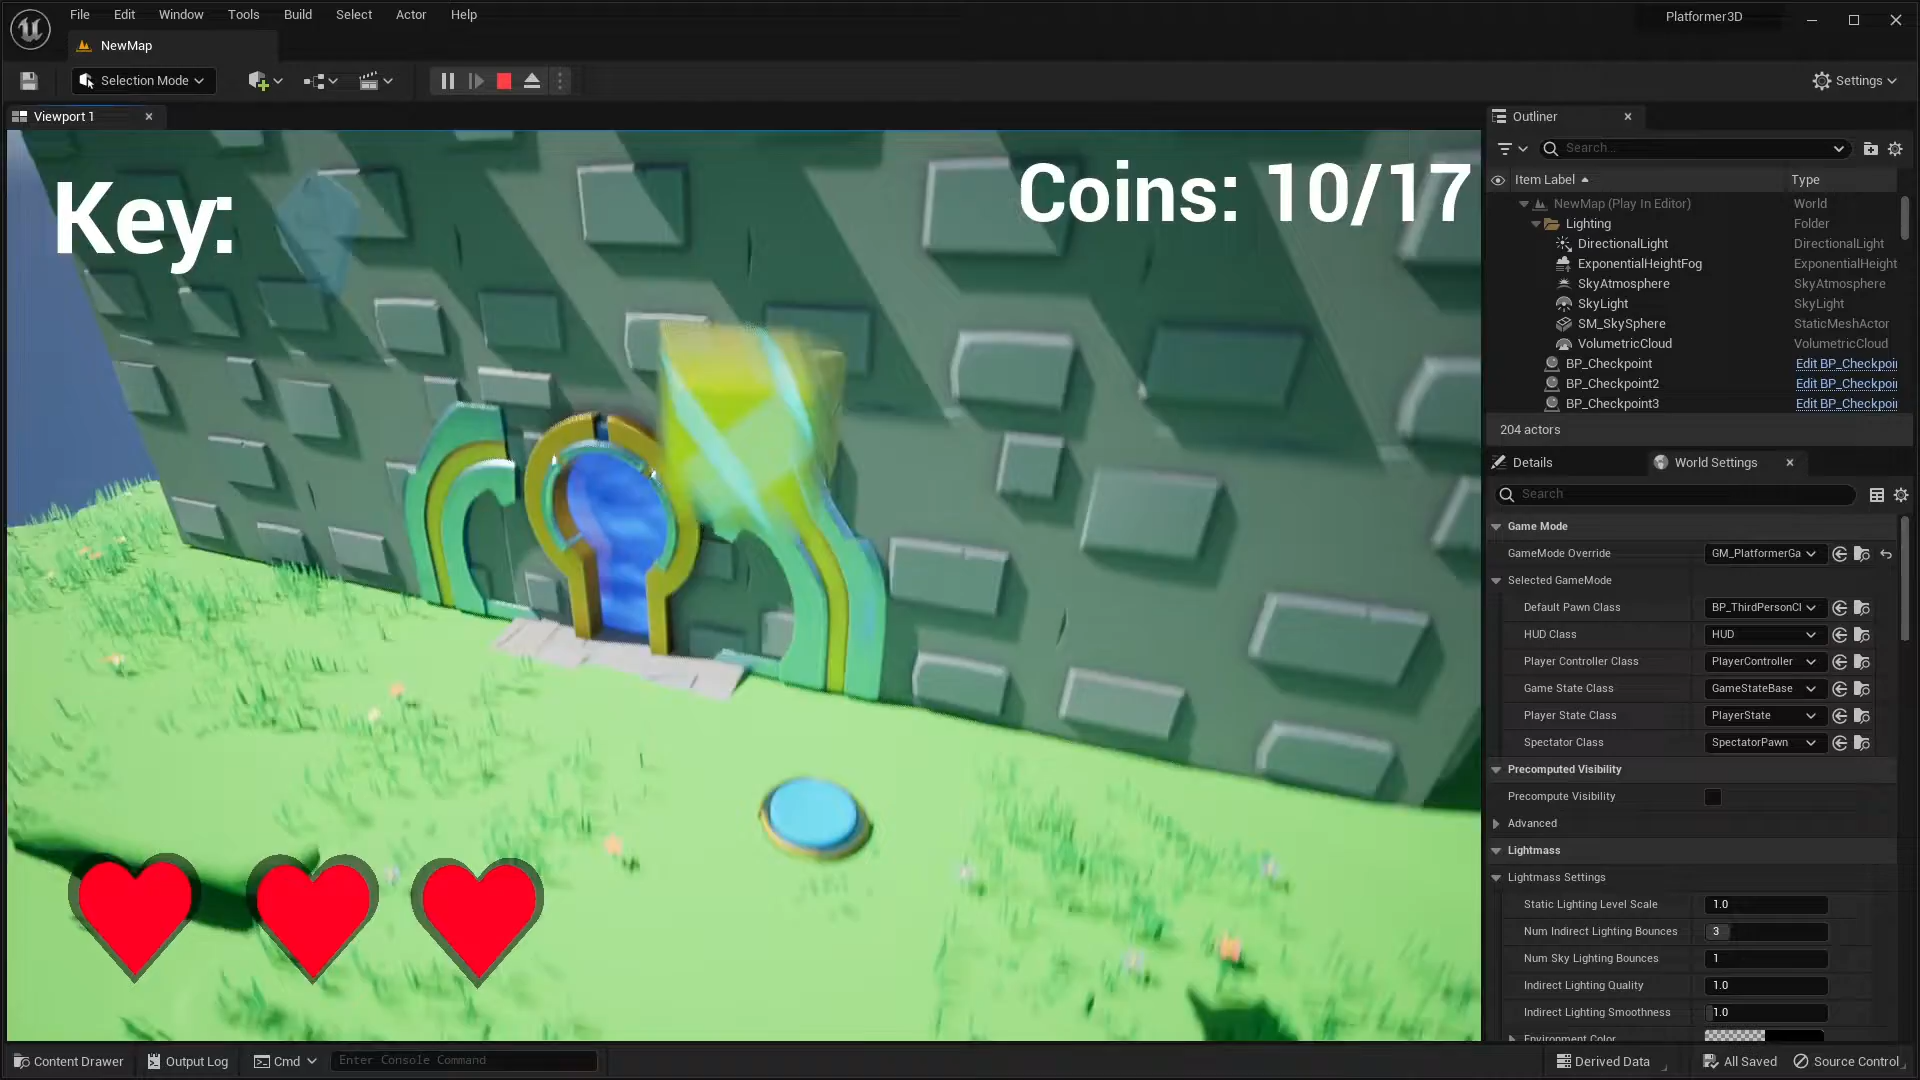 File Edit Window Tools Build Select Actor Help
Platformer3D
NewMap
Selection Mode
Settings
Viewport 1
Outliner
Search...
Item Label Type
NewMap (Play In Editor) World
Lighting Folder
DirectionalLight DirectionalLight
ExponentialHeightFog ExponentialHeight
SkyAtmosphere SkyAtmosphere
SkyLight SkyLight
SM_SkySphere StaticMeshActor
VolumetricCloud VolumetricCloud
BP_Checkpoint Edit BP_Checkpoi
BP_Checkpoint2 Edit BP_Checkpoi
BP_Checkpoint3 Edit BP_Checkpoi
204 actors
Key:
Coins: 10/17
Details
World Settings
Search
Game Mode
GameMode Override GM_PlatformerGa
Selected GameMode
Default Pawn Class BP_ThirdPersonCl
HUD Class HUD
Player Controller Class PlayerController
Game State Class GameStateBase
Player State Class PlayerState
Spectator Class SpectatorPawn
Precomputed Visibility
Precompute Visibility
Advanced
Lightmass
Lightmass Settings
Static Lighting Level Scale 1.0
Num Indirect Lighting Bounces 3
Num Sky Lighting Bounces 1
Indirect Lighting Quality 1.0
Indirect Lighting Smoothness 1.0
Environment Color
Content Drawer Output Log Cmd Enter Console Command
Derived Data All Saved Source Control